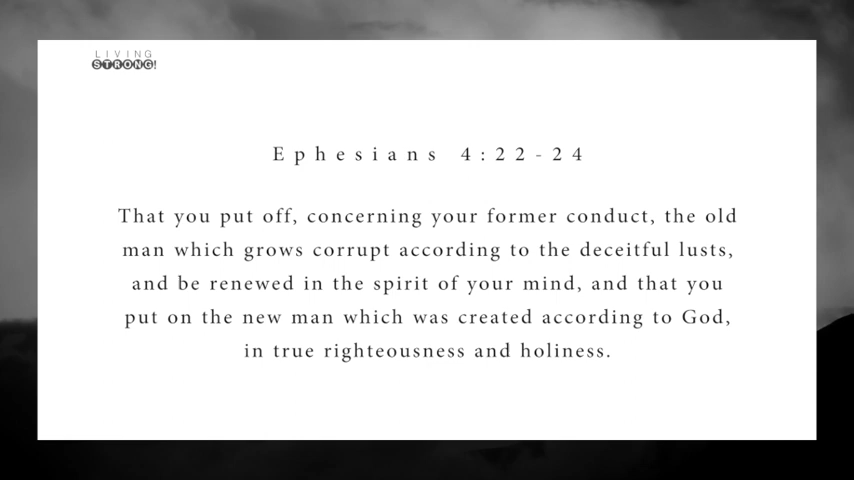 LIVING
STRONG!
Ephesians 4:22-24
That you put off, concerning your former conduct, the old
man which grows corrupt according to the deceitful lusts,
and be renewed in the spirit of your mind, and that you
put on the new man which was created according to God,
in true righteousness and holiness.